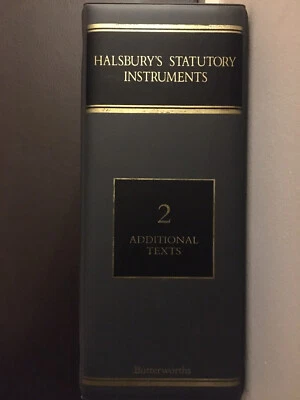 HALSBURY'S STATUTORY
INSTRUMENTS
2
ADDITIONAL
TEXTS
Butterworths